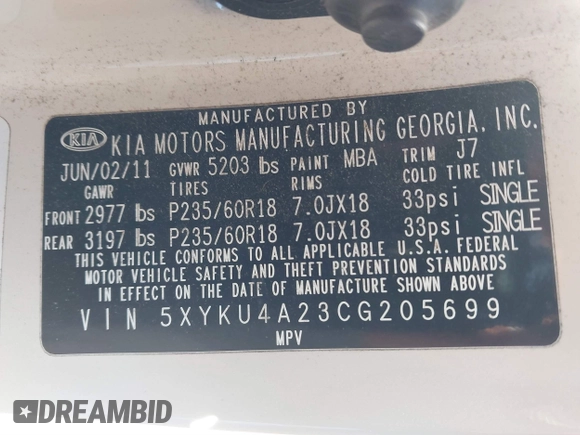 MANUFACTURED BY
KIA KIA MOTORS MANUFACTURING GEORGIA, INC.
JUN/02/11 GVWR 5203 lbs PAINT MBA TRIM J7
GAWR TIRES RIMS COLD TIRE INFL
FRONT 2977 lbs P235/60R18 7.0JX18 33psi SINGLE
REAR 3197 lbs P235/60R18 7.0JX18 33psi SINGLE
THIS VEHICLE CONFORMS TO ALL APPLICABLE U.S.A. FEDERAL
MOTOR VEHICLE SAFETY AND THEFT PREVENTION STANDARDS
IN EFFECT ON THE DATE OF MANUFACTURE SHOWN ABOVE
VIN 5XYKU4A23CG205699
MPV
DREAMBID